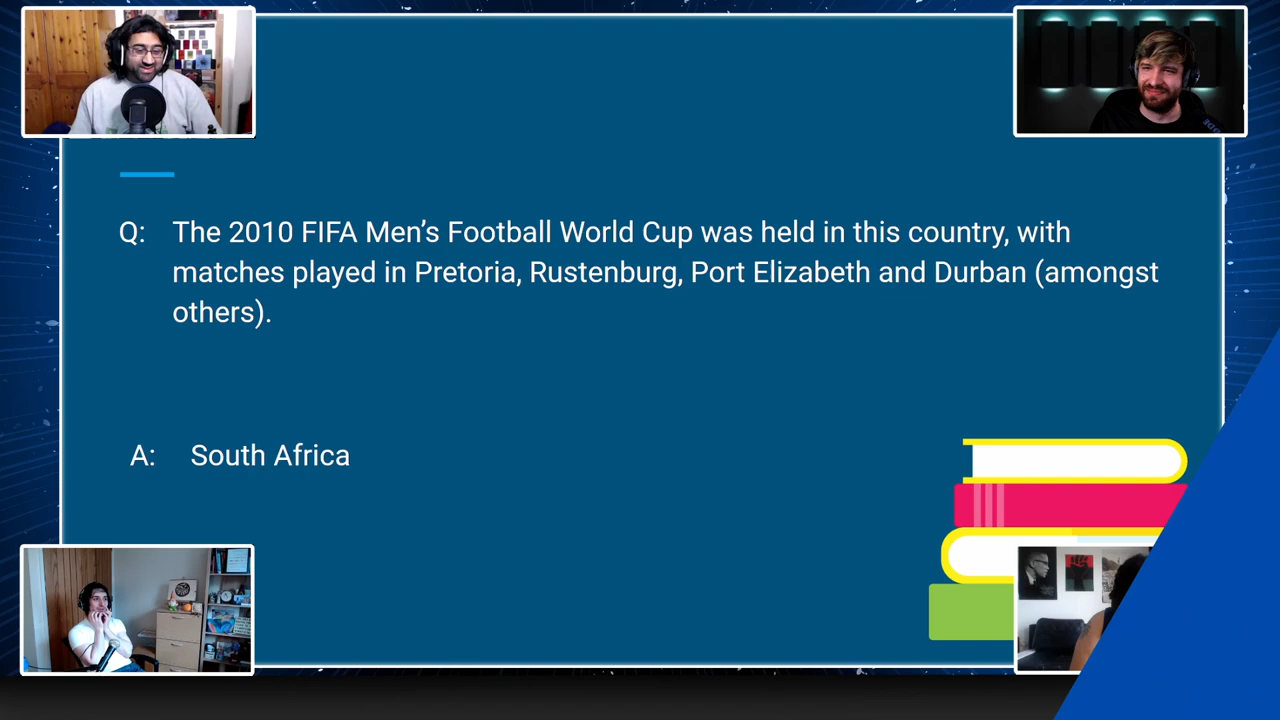 Q: The 2010 FIFA Men’s Football World Cup was held in this country, with
matches played in Pretoria, Rustenburg, Port Elizabeth and Durban (amongst
others).
A: South Africa